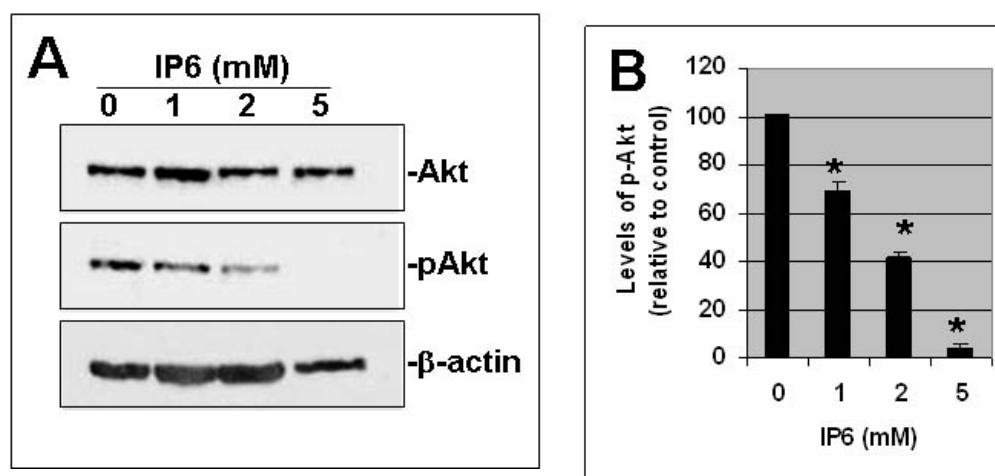 A
IP6 (mM)
0 1 2 5
-Akt
-pAkt
-β-actin
B
Levels of p-Akt
(relative to control)
120
100
80
60
40
20
0
*
*
*
0 1 2 5
IP6 (mM)